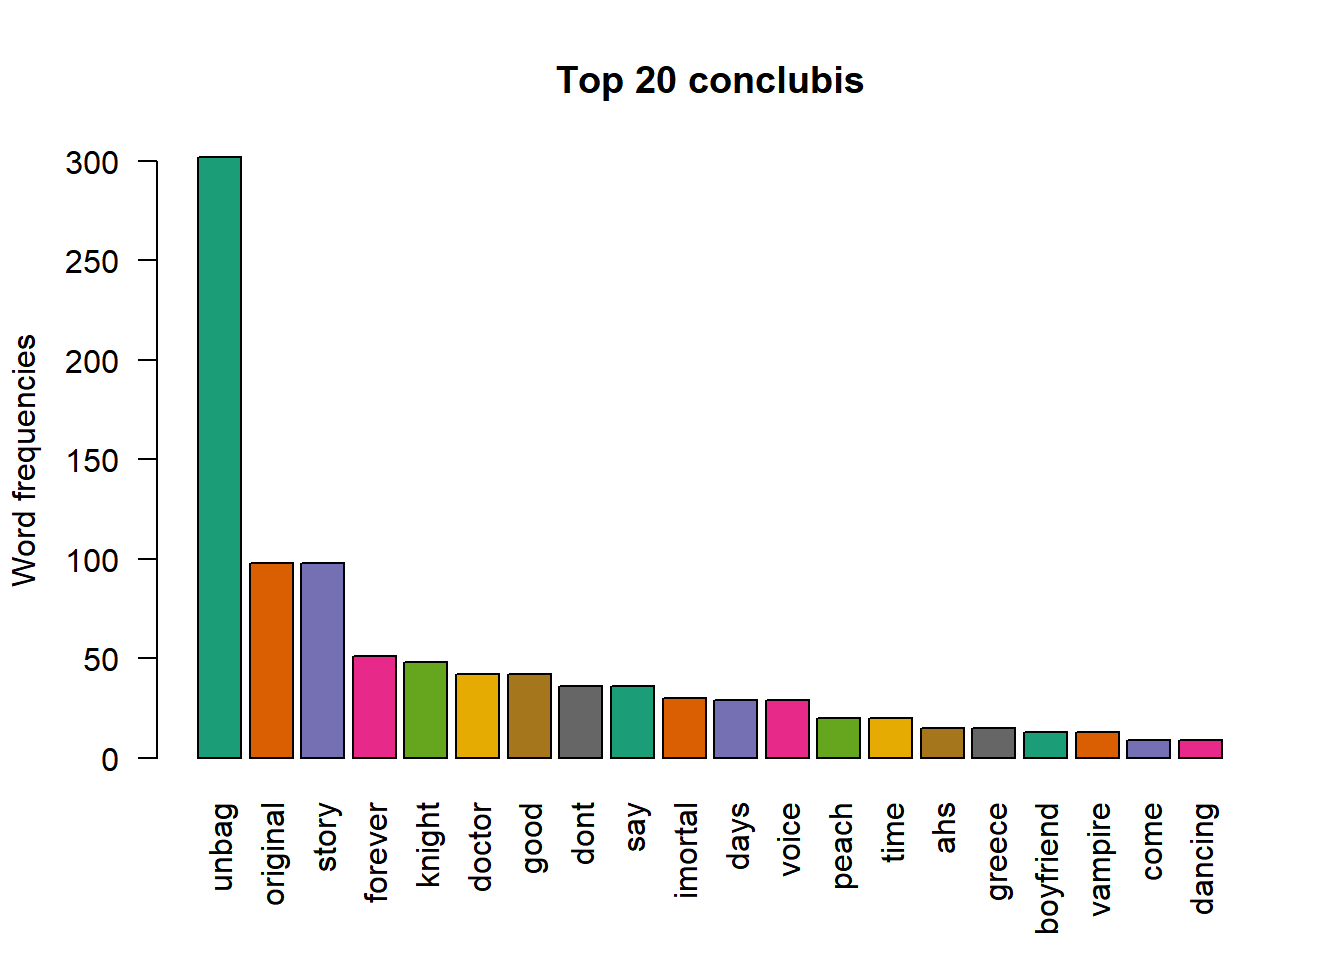 Top 20 conclubis
Word frequencies
300
250
200
150
100
50
0
unbag
original
story
forever
knight
doctor
good
dont
say
imortal
days
voice
peach
time
ahs
greece
boyfriend
vampire
come
dancing